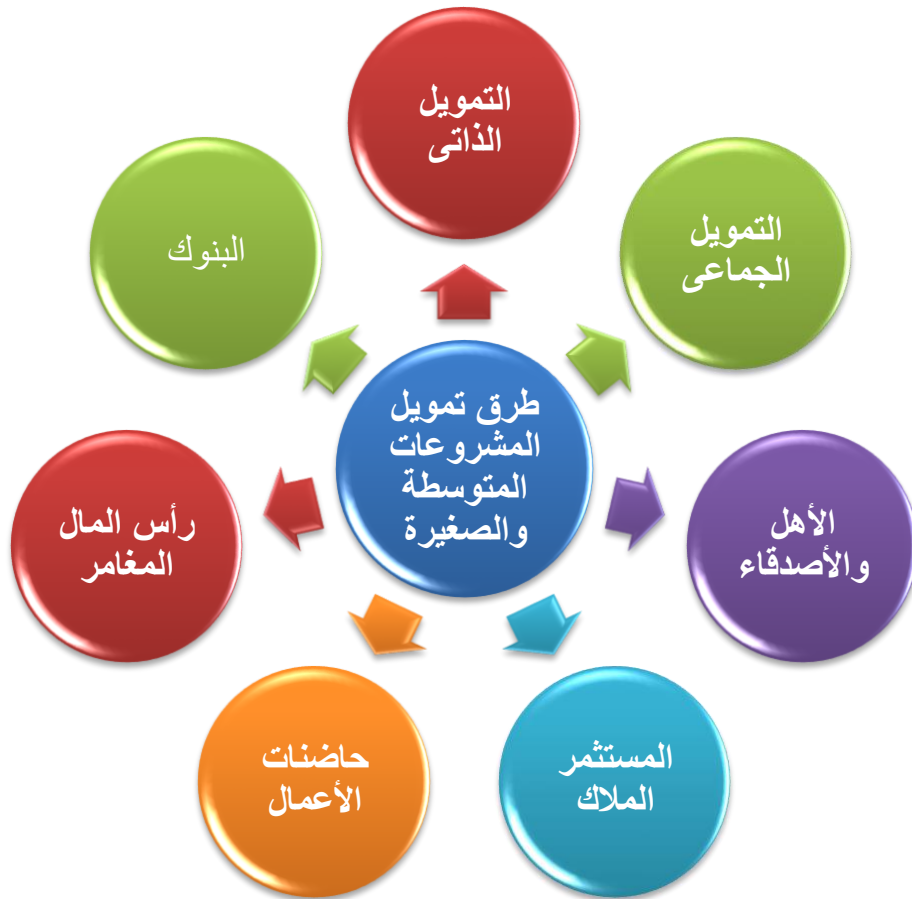 التمويل
الذاتى
التمويل
الجماعى
البنوك
طرق تمويل
المشروعات
المتوسطة
والصغيرة
الأهل
والأصدقاء
رأس المال
المغامر
المستثمر
الملاك
حاضنات
الأعمال